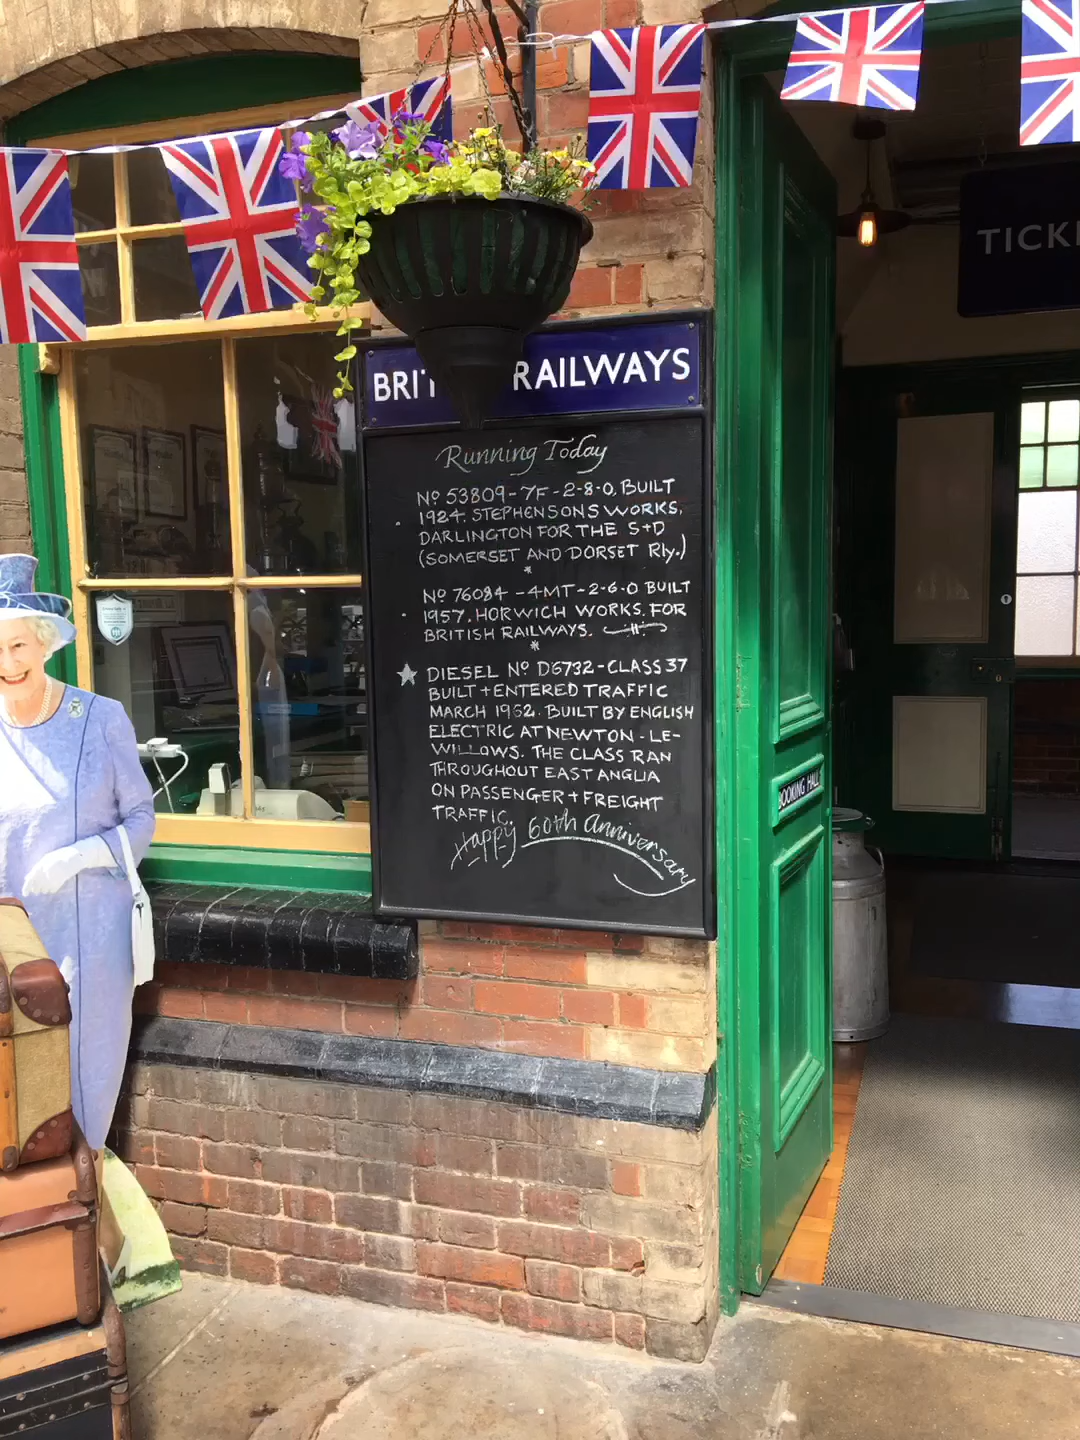 TICK
BRIT RAILWAYS
Running Today
Nº 53809-7F-2-8-0. BUILT
1924. STEPHENSONS WORKS,
DARLINGTON FOR THE S+D
(SOMERSET AND DORSET Rly.)
*
Nº 76084 -4MT-2-6-0 BUILT
1957. HORWICH WORKS. FOR
BRITISH RAILWAYS.
*
★ DIESEL Nº D6732-CLASS 37
BUILT + ENTERED TRAFFIC
MARCH 1962. BUILT BY ENGLISH
ELECTRIC AT NEWTON-LE-
WILLOWS. THE CLASS RAN
THROUGHOUT EAST ANGLIA
ON PASSENGER + FREIGHT
TRAFFIC.
Happy 60th Anniversary
BOOKING HALL